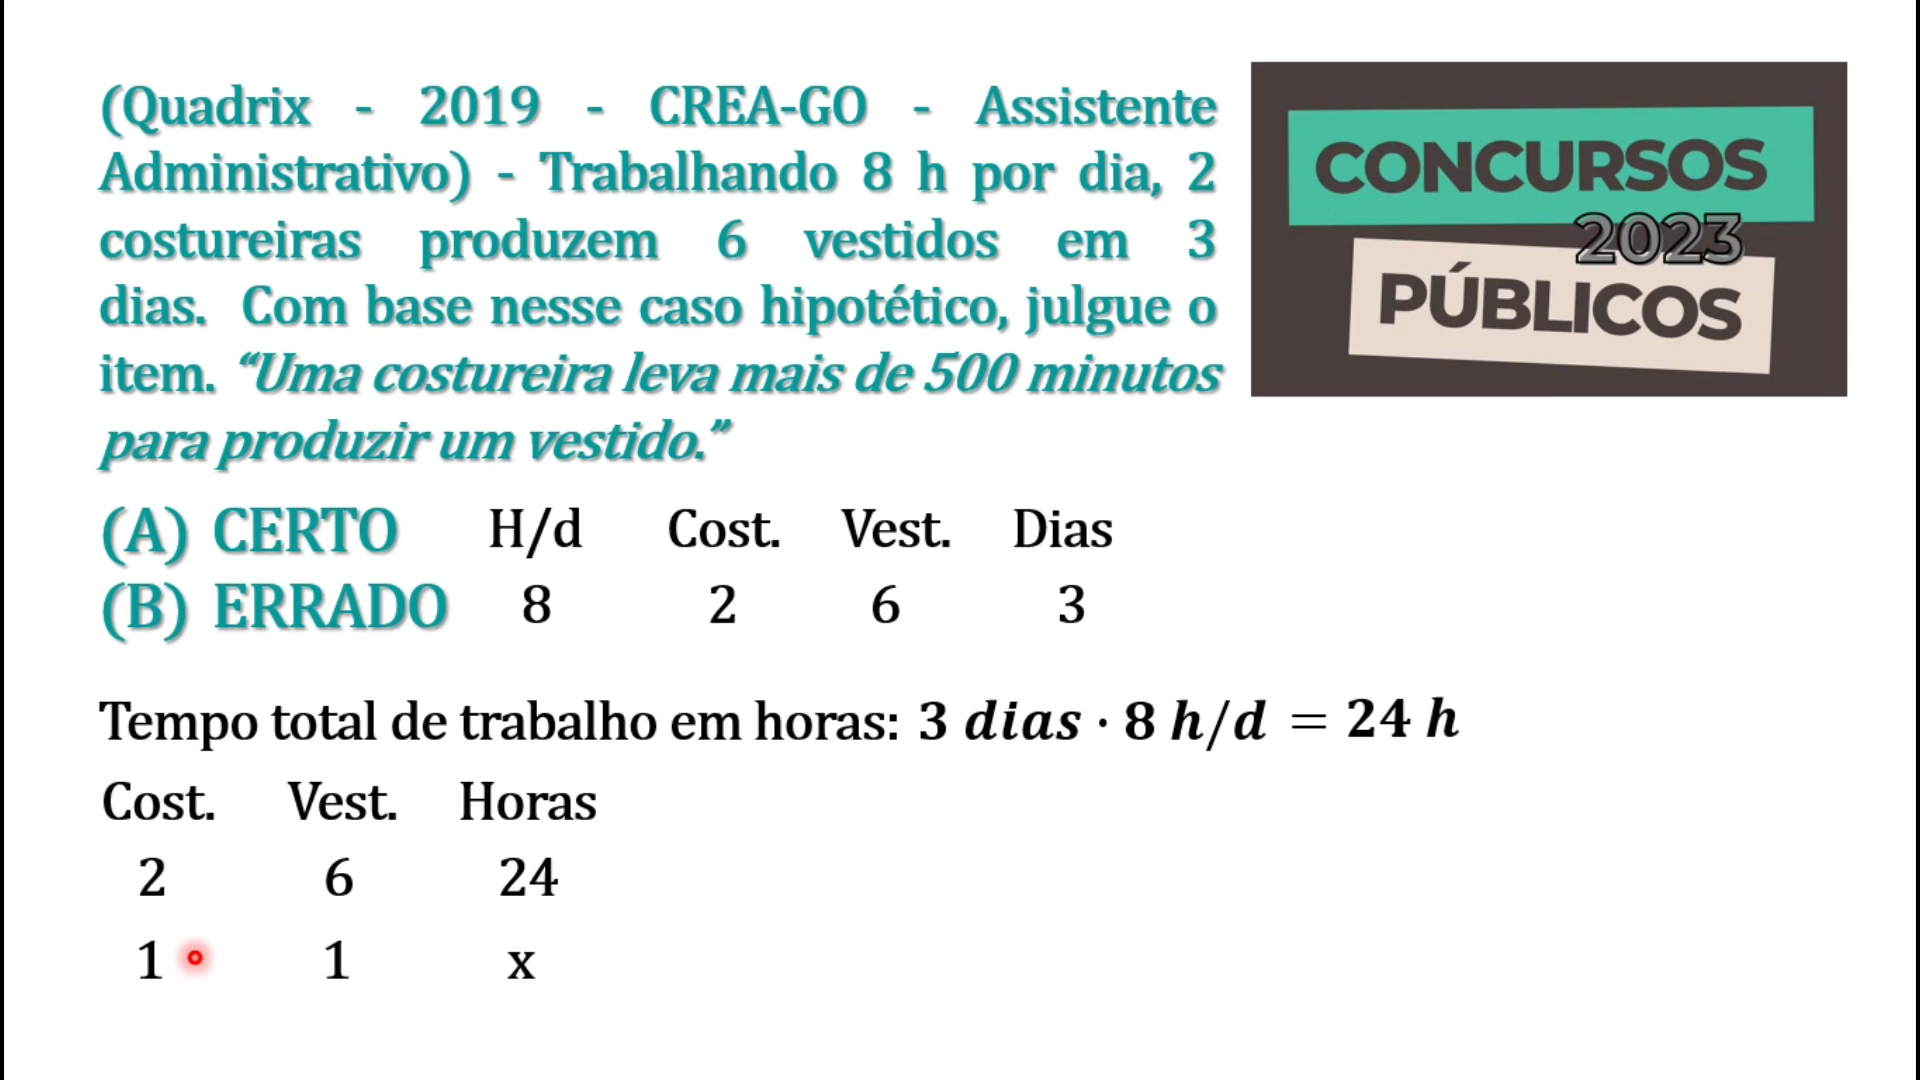 (Quadrix - 2019 - CREA-GO - Assistente
Administrativo) - Trabalhando 8 h por dia, 2
costureiras produzem 6 vestidos em 3
dias. Com base nesse caso hipotético, julgue o
item. “Uma costureira leva mais de 500 minutos
para produzir um vestido.”
CONCURSOS
2023
PÚBLICOS
(A) CERTO H/d Cost. Vest. Dias
(B) ERRADO 8 2 6 3
Tempo total de trabalho em horas: 3 dias · 8 h/d = 24 h
Cost. Vest. Horas
2 6 24
1 1 x